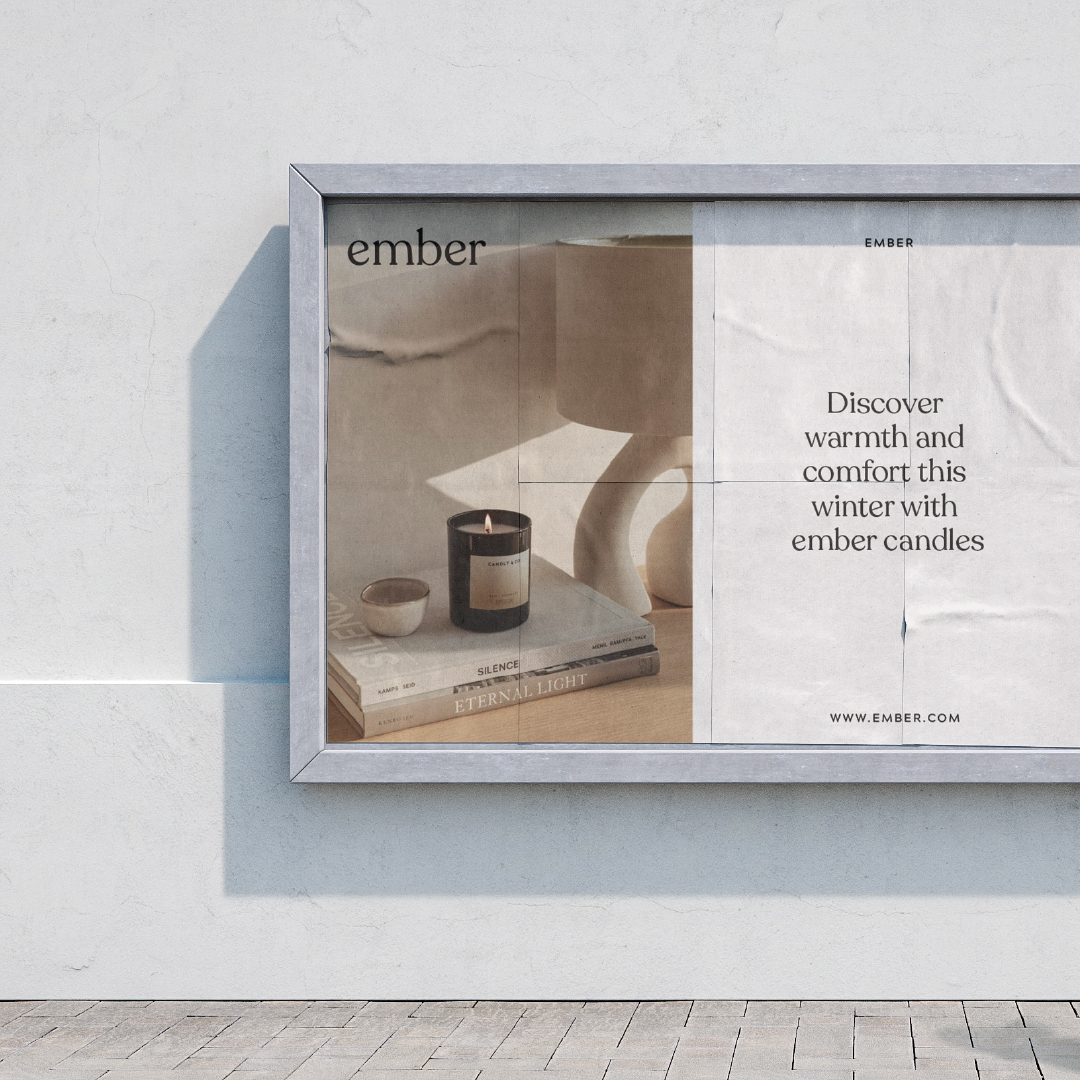 ember
EMBER
Discover
warmth and
comfort this
winter with
ember candles
SILENCE
ETERNAL LIGHT
WWW.EMBER.COM